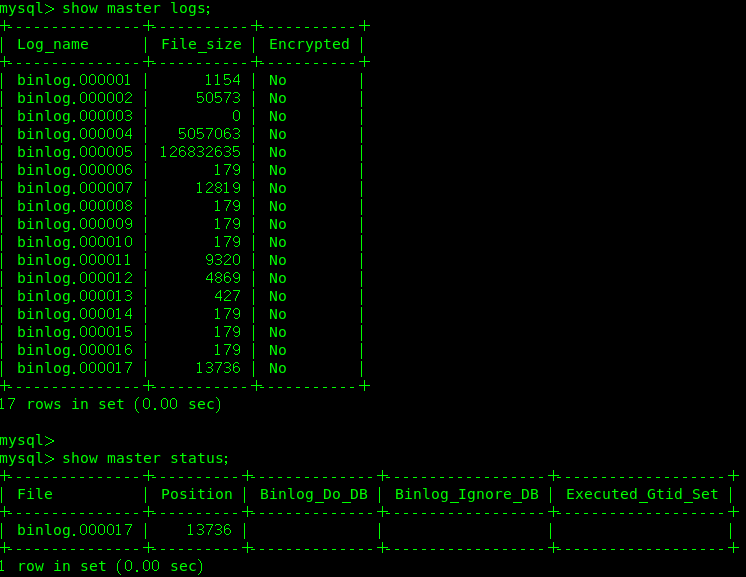 mysql> show master logs;
+---------------+-----------+-----------+
| Log_name      | File_size | Encrypted |
+---------------+-----------+-----------+
| binlog.000001 |      1154 | No        |
| binlog.000002 |     50573 | No        |
| binlog.000003 |         0 | No        |
| binlog.000004 |   5057063 | No        |
| binlog.000005 | 126832635 | No        |
| binlog.000006 |       179 | No        |
| binlog.000007 |     12819 | No        |
| binlog.000008 |       179 | No        |
| binlog.000009 |       179 | No        |
| binlog.000010 |       179 | No        |
| binlog.000011 |      9320 | No        |
| binlog.000012 |      4869 | No        |
| binlog.000013 |       427 | No        |
| binlog.000014 |       179 | No        |
| binlog.000015 |       179 | No        |
| binlog.000016 |       179 | No        |
| binlog.000017 |     13736 | No        |
+---------------+-----------+-----------+
17 rows in set (0.00 sec)

mysql>
mysql> show master status;
+---------------+----------+--------------+------------------+-------------------+
| File          | Position | Binlog_Do_DB | Binlog_Ignore_DB | Executed_Gtid_Set |
+---------------+----------+--------------+------------------+-------------------+
| binlog.000017 |    13736 |              |                  |                   |
+---------------+----------+--------------+------------------+-------------------+
1 row in set (0.00 sec)